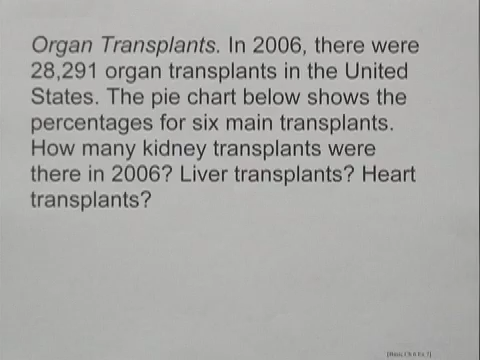 Organ Transplants. In 2006, there were
28,291 organ transplants in the United
States. The pie chart below shows the
percentages for six main transplants.
How many kidney transplants were
there in 2006? Liver transplants? Heart
transplants?